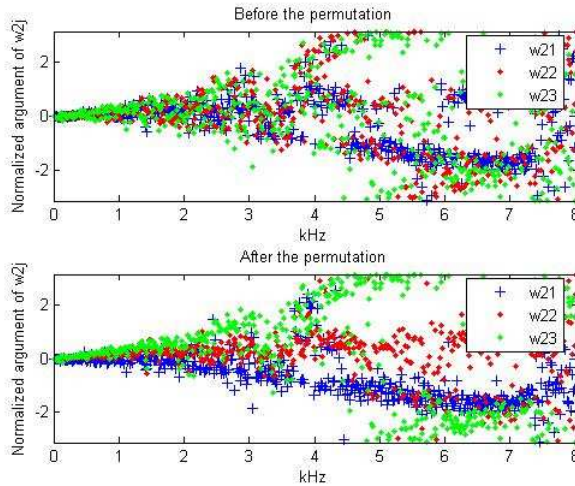 Before the permutation
Normalized argument of w2j
2
0
-2
w21
w22
w23
0 1 2 3 4 5 6 7 8
kHz
After the permutation
Normalized argument of w2j
2
0
-2
w21
w22
w23
0 1 2 3 4 5 6 7 8
kHz